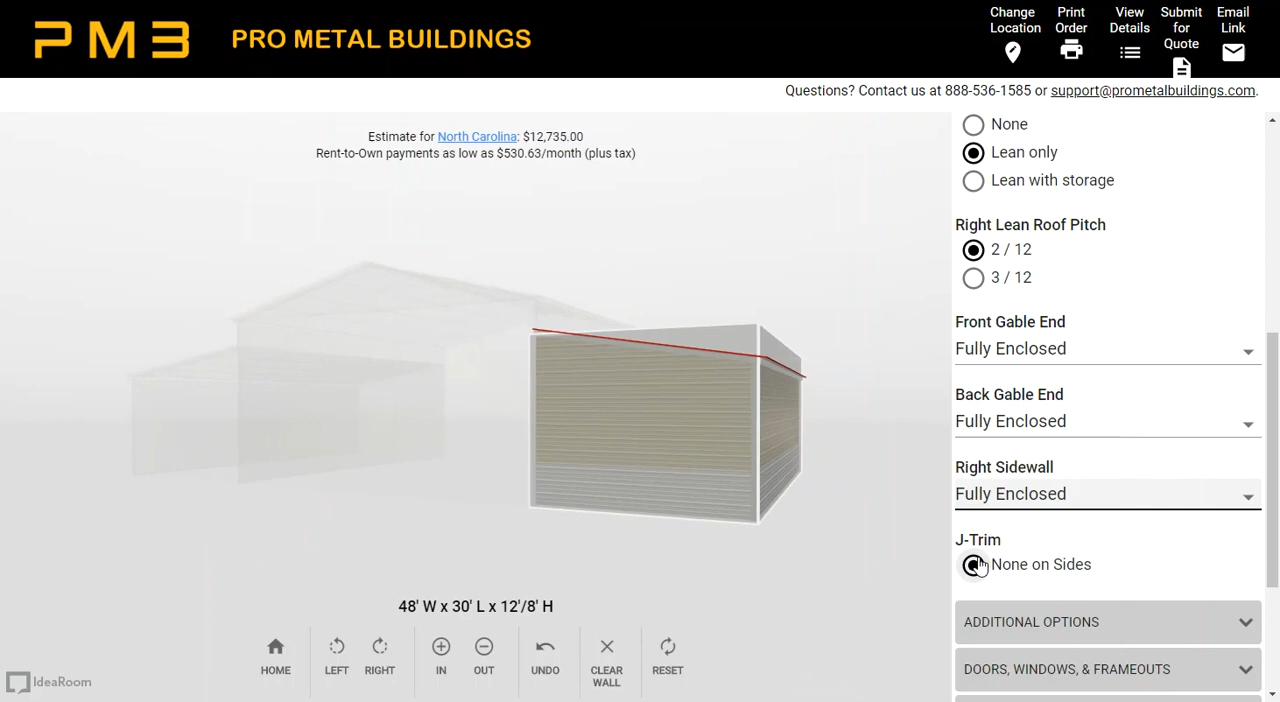 PMB
PRO METAL BUILDINGS
Change
Location
Print
Order
View
Details
Submit
for
Quote
Email
Link
Questions? Contact us at 888-536-1585 or support@prometalbuildings.com.
Estimate for North Carolina: $12,735.00
Rent-to-Own payments as low as $530.63/month (plus tax)
None
Lean only
Lean with storage
Right Lean Roof Pitch
2 / 12
3 / 12
Front Gable End
Fully Enclosed
Back Gable End
Fully Enclosed
Right Sidewall
Fully Enclosed
J-Trim
None on Sides
ADDITIONAL OPTIONS
DOORS, WINDOWS, & FRAMEOUTS
48' W x 30' L x 12'/8' H
HOME
LEFT
RIGHT
IN
OUT
UNDO
CLEAR
WALL
RESET
IdeaRoom